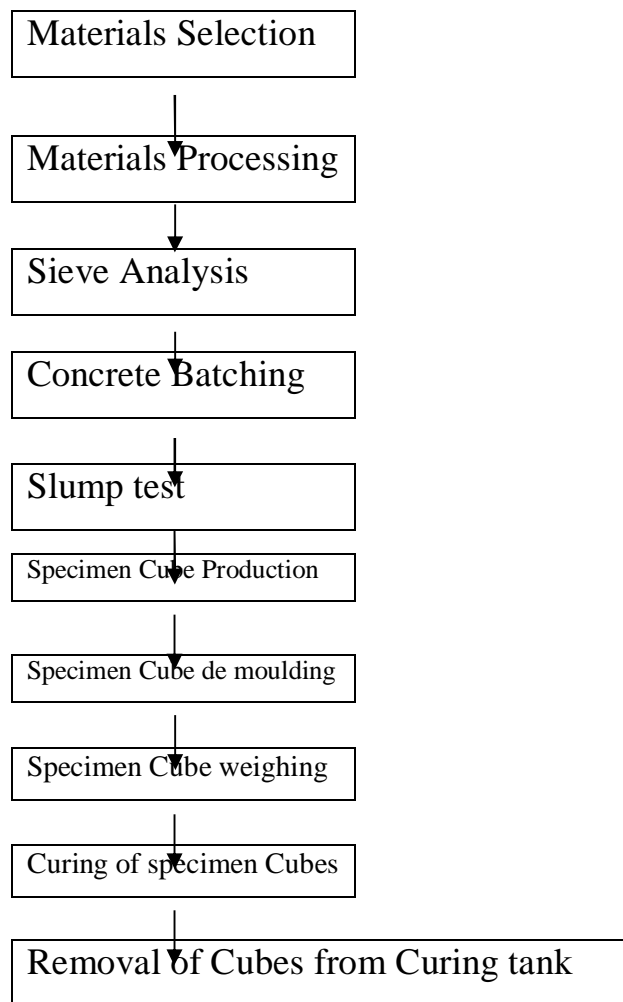 Materials Selection
Materials Processing
Sieve Analysis
Concrete Batching
Slump test
Specimen Cube Production
Specimen Cube de moulding
Specimen Cube weighing
Curing of specimen Cubes
Removal of Cubes from Curing tank